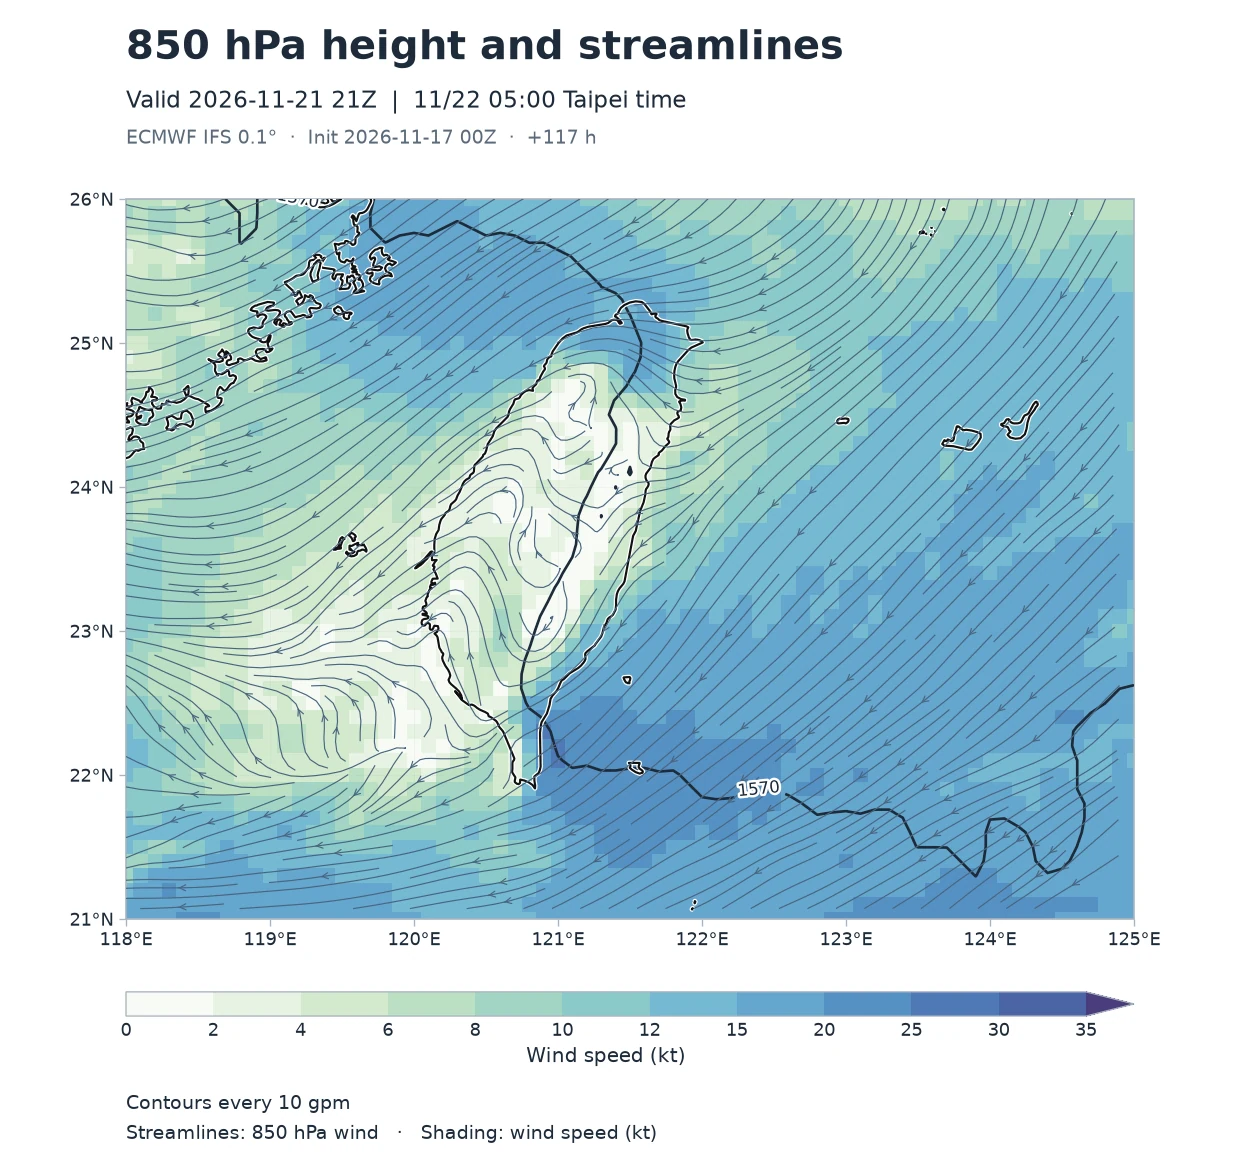 850 hPa height and streamlines
Valid 2026-11-21 21Z | 11/22 05:00 Taipei time
ECMWF IFS 0.1° · Init 2026-11-17 00Z · +117 h
26°N
25°N
24°N
23°N
22°N
21°N
1570
118°E 119°E 120°E 121°E 122°E 123°E 124°E 125°E
0 2 4 6 8 10 12 15 20 25 30 35
Wind speed (kt)
Contours every 10 gpm
Streamlines: 850 hPa wind · Shading: wind speed (kt)